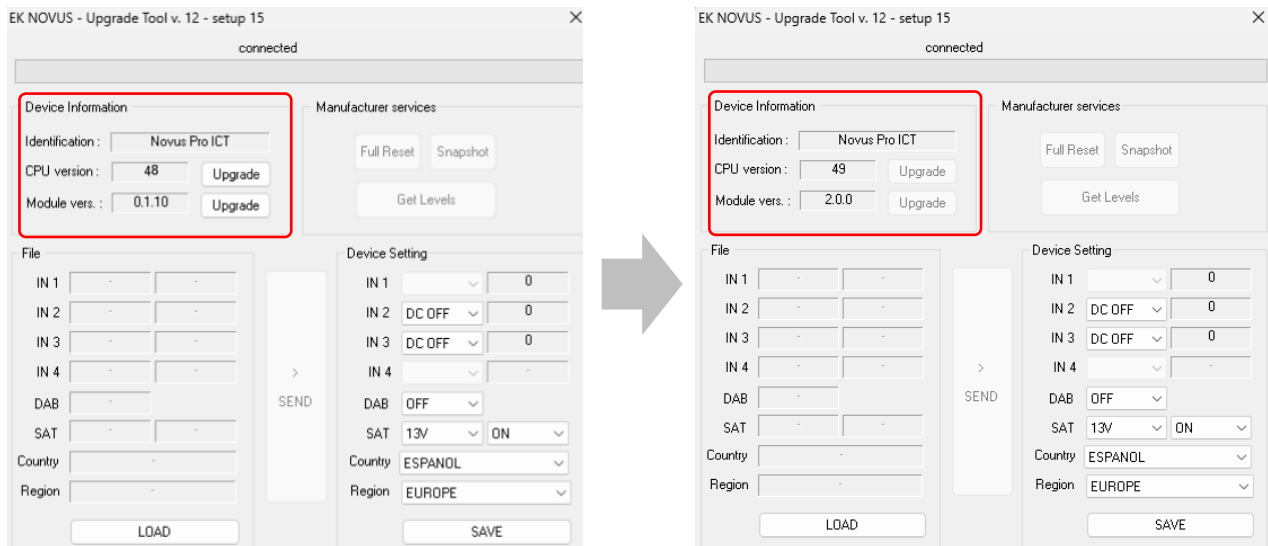 EK NOVUS - Upgrade Tool v. 12 - setup 15
connected
Device Information
Identification : Novus Pro ICT
CPU version : 48 Upgrade
Module vers. : 0.1.10 Upgrade
Manufacturer services
Full Reset Snapshot
Get Levels
File
IN 1 - -
IN 2 - -
IN 3 - -
IN 4 - -
DAB -
SAT - -
Country -
Region -
LOAD
>
SEND
Device Setting
IN 1 0
IN 2 DC OFF 0
IN 3 DC OFF 0
IN 4 -
DAB OFF
SAT 13V ON
Country ESPANOL
Region EUROPE
SAVE
EK NOVUS - Upgrade Tool v. 12 - setup 15
connected
Device Information
Identification : Novus Pro ICT
CPU version : 49 Upgrade
Module vers. : 2.0.0 Upgrade
Manufacturer services
Full Reset Snapshot
Get Levels
File
IN 1 - -
IN 2 - -
IN 3 - -
IN 4 - -
DAB -
SAT - -
Country -
Region -
LOAD
>
SEND
Device Setting
IN 1 0
IN 2 DC OFF 0
IN 3 DC OFF 0
IN 4 -
DAB OFF
SAT 13V ON
Country ESPANOL
Region EUROPE
SAVE